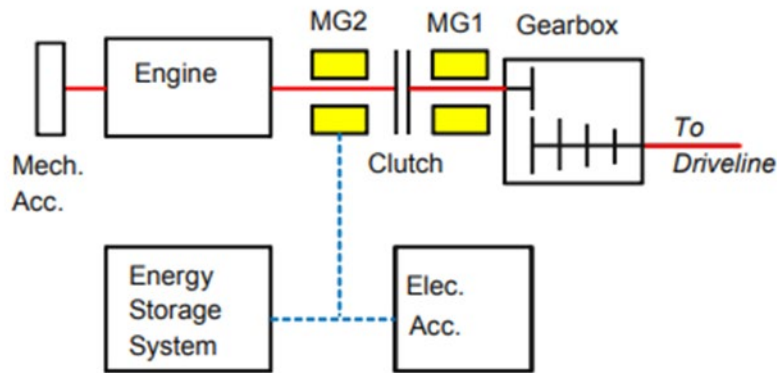 MG2
MG1
Gearbox
Engine
To
Driveline
Mech.
Acc.
Clutch
Energy
Storage
System
Elec.
Acc.